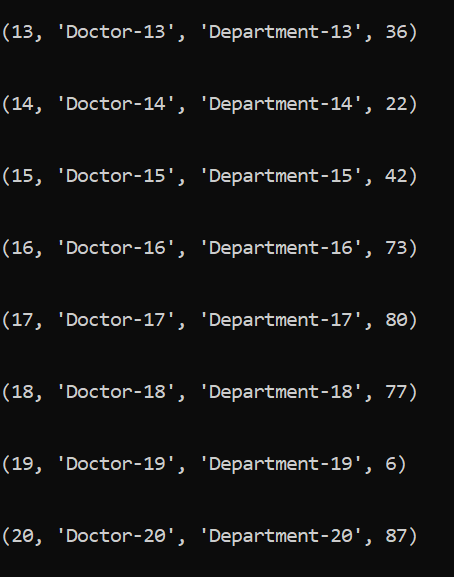 (13, 'Doctor-13', 'Department-13', 36)
(14, 'Doctor-14', 'Department-14', 22)
(15, 'Doctor-15', 'Department-15', 42)
(16, 'Doctor-16', 'Department-16', 73)
(17, 'Doctor-17', 'Department-17', 80)
(18, 'Doctor-18', 'Department-18', 77)
(19, 'Doctor-19', 'Department-19', 6)
(20, 'Doctor-20', 'Department-20', 87)